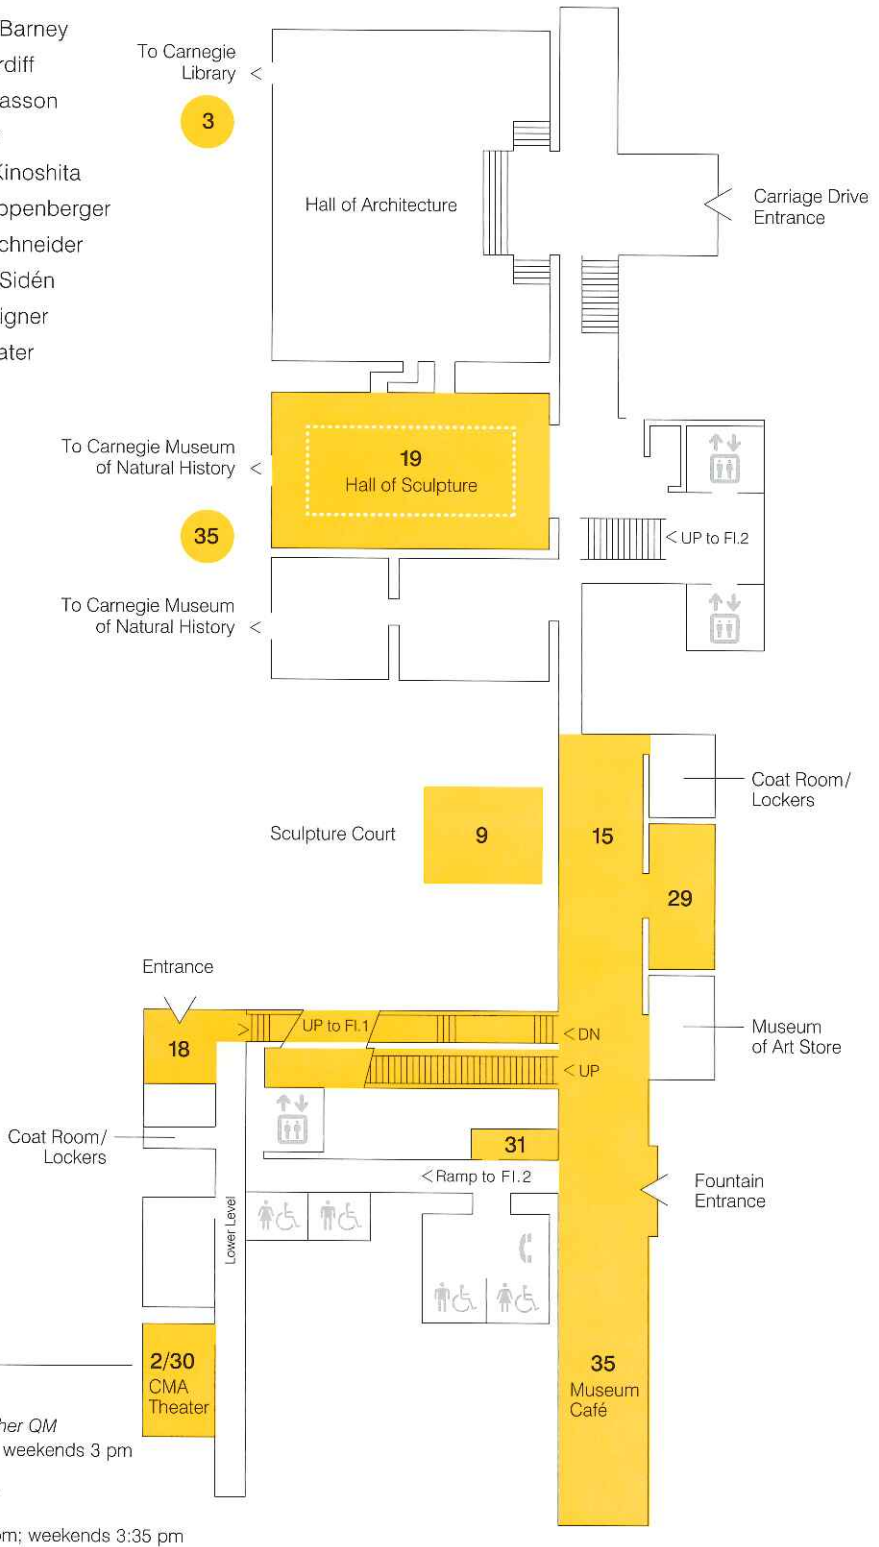 Barney
rdiff
asson
Kinoshita
ppenberger
chneider
Sidén
igner
ater
To Carnegie
Library <
3
Hall of Architecture
Carriage Drive
Entrance
To Carnegie Museum
of Natural History <
19
Hall of Sculpture
35
< UP to Fl.2
To Carnegie Museum
of Natural History <
Coat Room/
Lockers
Sculpture Court
9
15
29
Entrance
18
> UP to Fl.1
< DN
< UP
Museum
of Art Store
Coat Room/
Lockers
31
< Ramp to Fl.2
Fountain
Entrance
Lower Level
2/30
CMA
Theater
35
Museum
Café
her QM
weekends 3 pm
om; weekends 3:35 pm